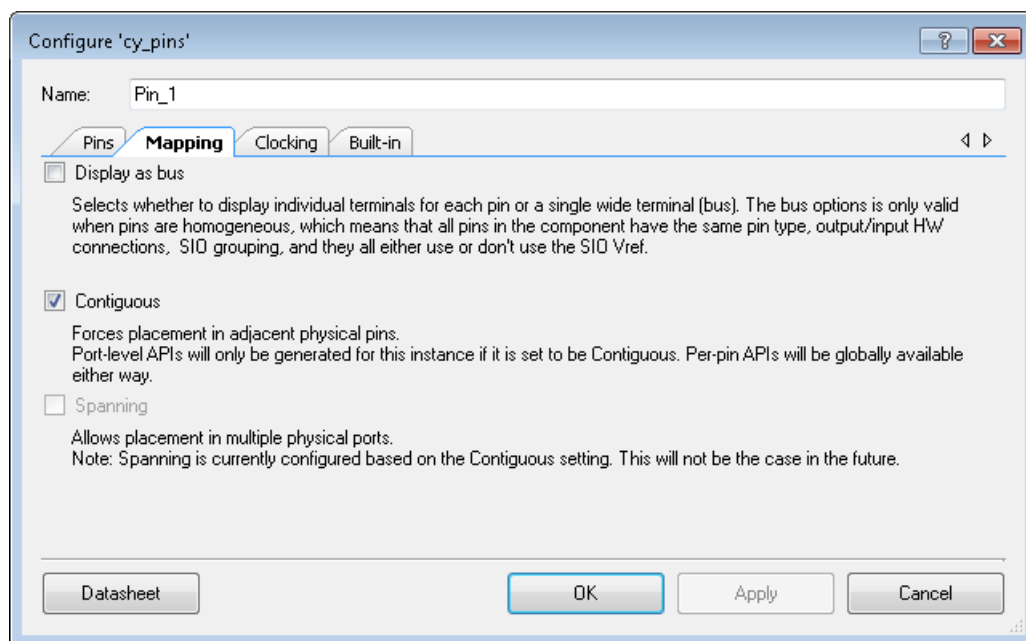 Configure 'cy_pins'
Name: Pin_1
Pins Mapping Clocking Built-in
Display as bus
Selects whether to display individual terminals for each pin or a single wide terminal (bus). The bus options is only valid
when pins are homogeneous, which means that all pins in the component have the same pin type, output/input HW
connections, SIO grouping, and they all either use or don't use the SIO Vref.
Contiguous
Forces placement in adjacent physical pins.
Port-level APIs will only be generated for this instance if it is set to be Contiguous. Per-pin APIs will be globally available
either way.
Spanning
Allows placement in multiple physical ports.
Note: Spanning is currently configured based on the Contiguous setting. This will not be the case in the future.
Datasheet OK Apply Cancel